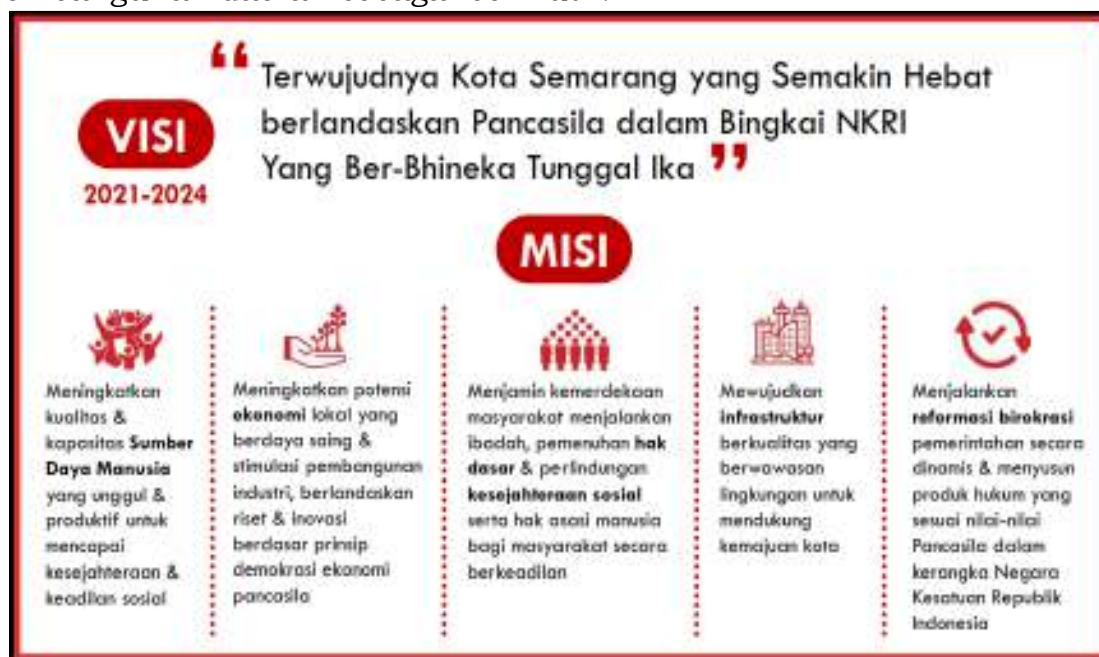 “ Terwujudnya Kota Semarang yang Semakin Hebat
berlandaskan Pancasila dalam Bingkai NKRI
Yang Ber-Bhineka Tunggal Ika ”
VISI
2021-2024
MISI
Meningkatkan
kualitas &
kapasitas Sumber
Daya Manusia
yang unggul &
produktif untuk
mencapai
kesejahteraan &
keadilan sosial
Meningkatkan potensi
ekonomi lokal yang
berdaya saing &
stimulasi pembangunan
industri, berlandaskan
riset & inovasi
berdasar prinsip
demokrasi ekonomi
pancasila
Menjamin kemerdekaan
masyarakat menjalankan
ibadah, pemenuhan hak
dasar & perlindungan
kesejahteraan sosial
serta hak asasi manusia
bagi masyarakat secara
berkeadilan
Mewujudkan
infrastruktur
berkualitas yang
berwawasan
lingkungan untuk
mendukung
kemajuan kota
Menjalankan
reformasi birokrasi
pemerintahan secara
dinamis & menyusun
produk hukum yang
sesuai nilai-nilai
Pancasila dalam
kerangka Negara
Kesatuan Republik
Indonesia